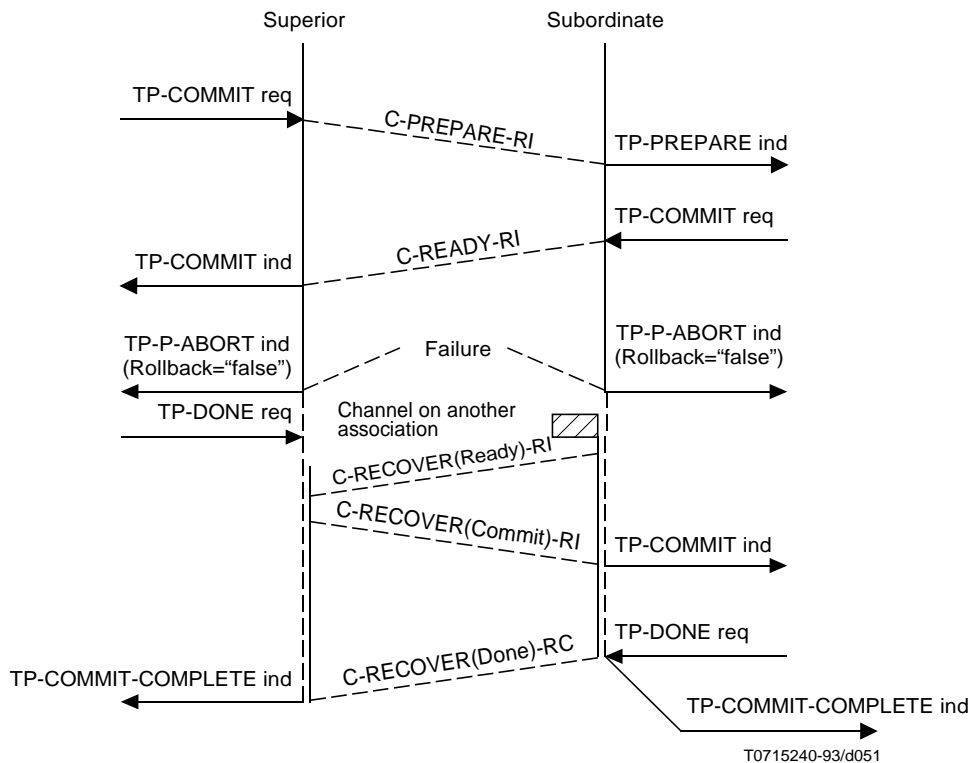 Superior
Subordinate
TP-COMMIT req
C-PREPARE-RI
TP-PREPARE ind
TP-COMMIT req
C-READY-RI
TP-COMMIT ind
TP-P-ABORT ind
(Rollback=“false”)
Failure
TP-P-ABORT ind
(Rollback=“false”)
TP-DONE req
Channel on another
association
C-RECOVER(Ready)-RI
C-RECOVER(Commit)-RI
TP-COMMIT ind
TP-DONE req
C-RECOVER(Done)-RC
TP-COMMIT-COMPLETE ind
TP-COMMIT-COMPLETE ind
T0715240-93/d051